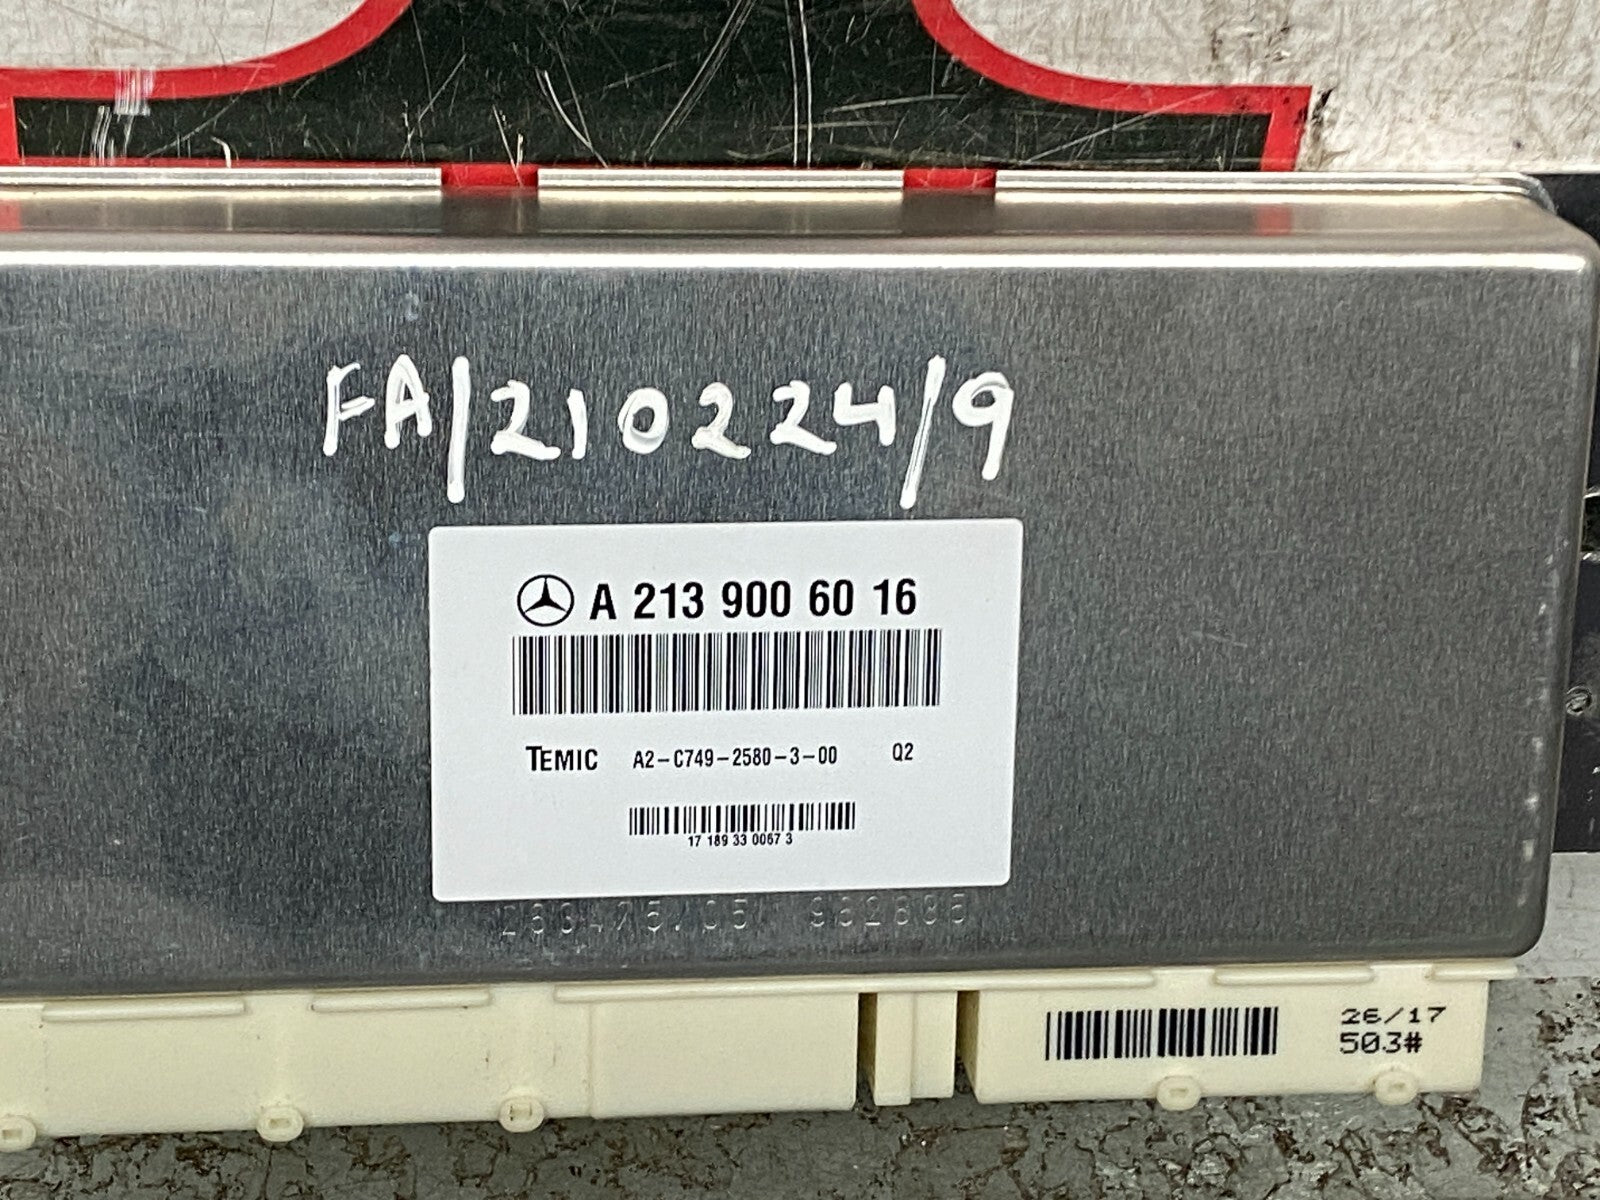 FA/210224/9
A 213 900 60 16
TEMIC A2-C749-2580-3-00 Q2
17 189 33 0067 3
26/17
503#